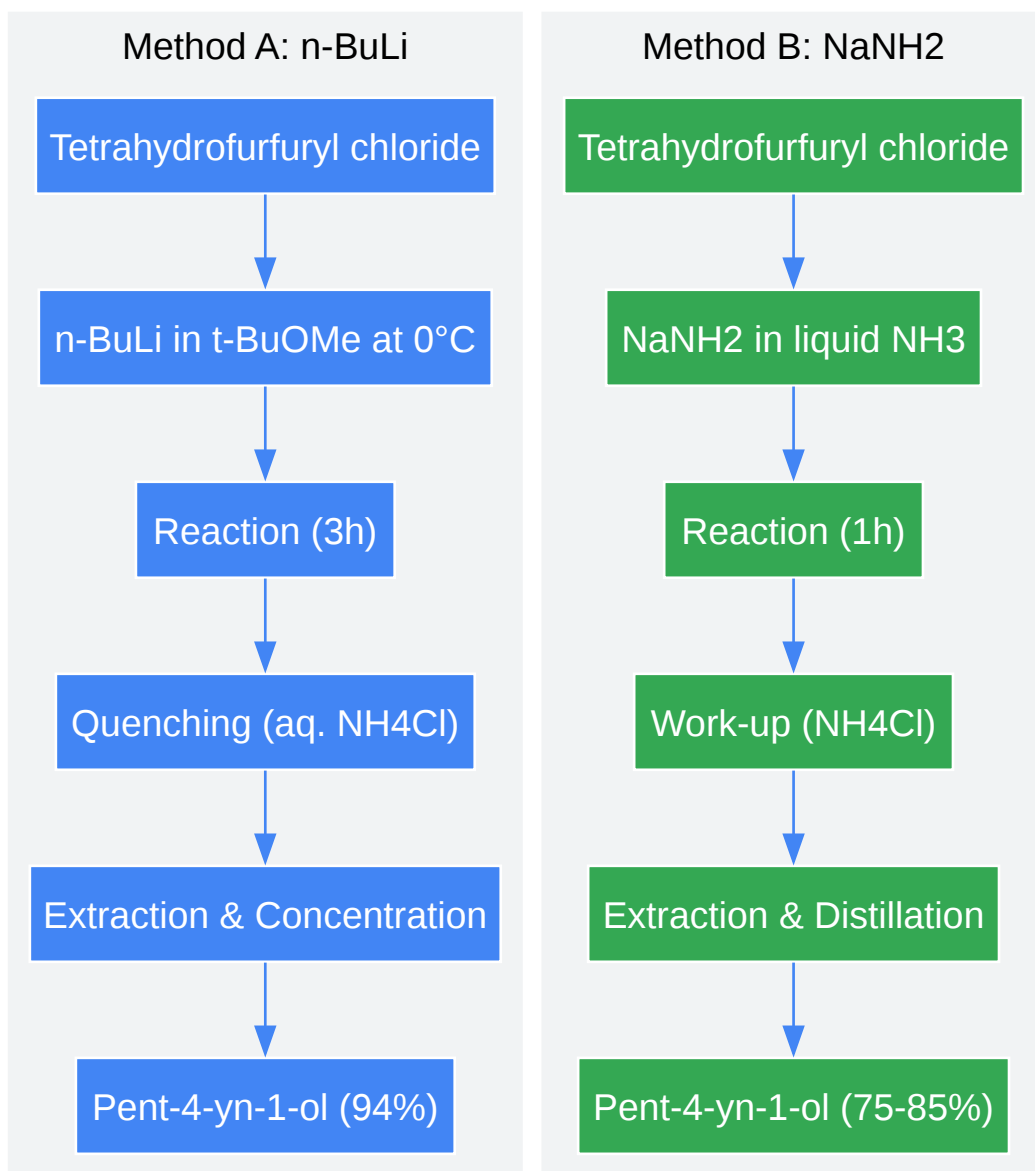 Method A: n-BuLi
Tetrahydrofurfuryl chloride
n-BuLi in t-BuOMe at 0°C
Reaction (3h)
Quenching (aq. NH4Cl)
Extraction & Concentration
Pent-4-yn-1-ol (94%)
Method B: NaNH2
Tetrahydrofurfuryl chloride
NaNH2 in liquid NH3
Reaction (1h)
Work-up (NH4Cl)
Extraction & Distillation
Pent-4-yn-1-ol (75-85%)